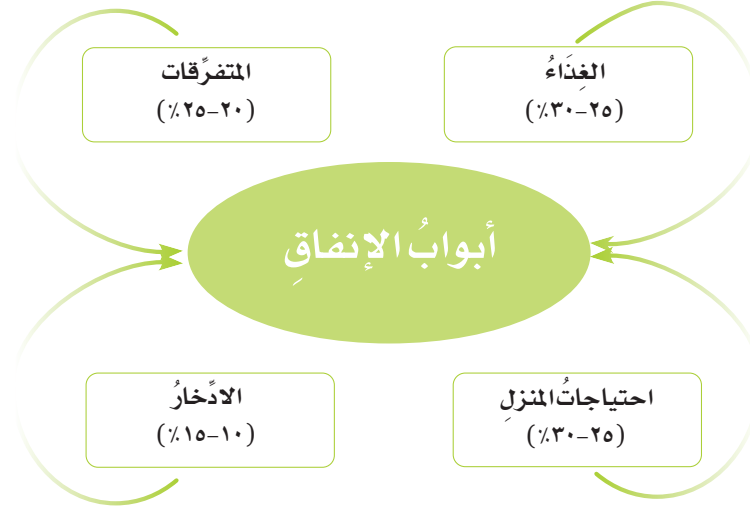 الغِذَاءُ
(٢٥-٣٠٪)
المتفرِّقات
(٢٠-٢٥٪)
أبوابُ الإنفاقِ
احتياجاتُ المنزلِ
(٢٥-٣٠٪)
الادِّخارُ
(١٠-١٥٪)